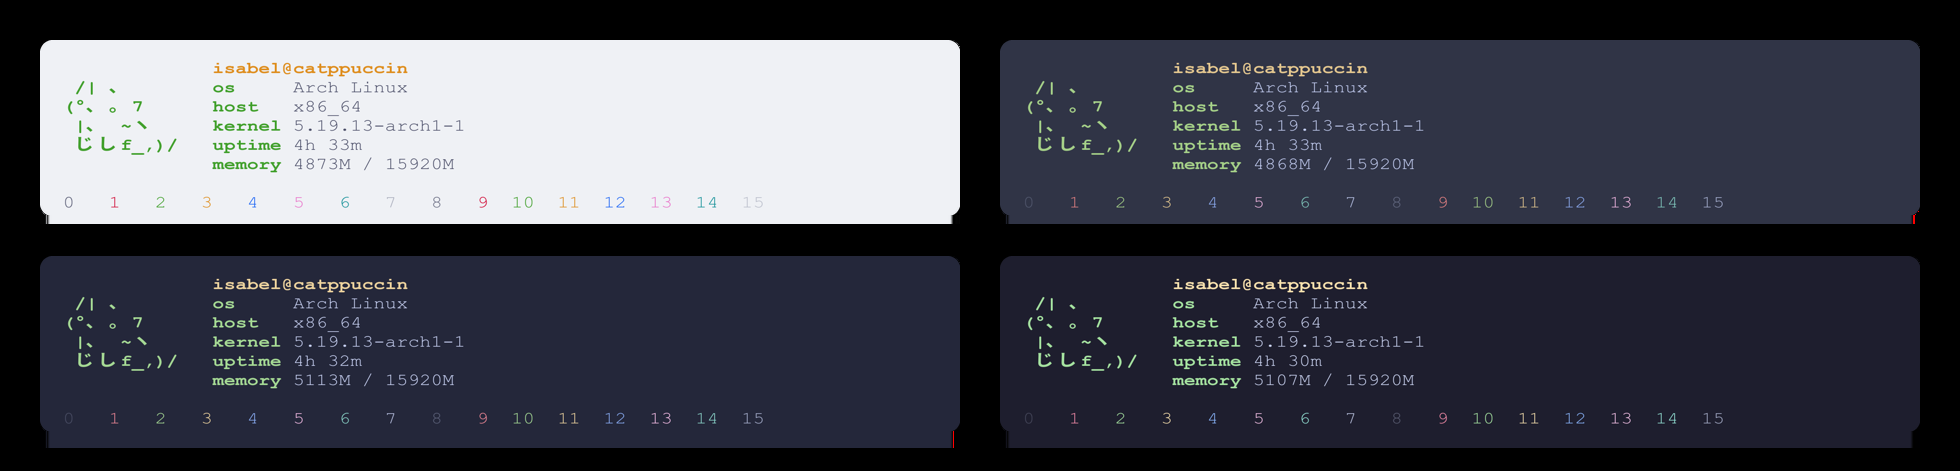 isabel@catppuccin
/| 、 os Arch Linux
(°、 。 7 host x86_64
|、 ~ヽ kernel 5.19.13-arch1-1
じしf_,)/ uptime 4h 33m
memory 4873M / 15920M
0 1 2 3 4 5 6 7 8 9 10 11 12 13 14 15
isabel@catppuccin
/| 、 os Arch Linux
(°、 。 7 host x86_64
|、 ~ヽ kernel 5.19.13-arch1-1
じしf_,)/ uptime 4h 33m
memory 4868M / 15920M
0 1 2 3 4 5 6 7 8 9 10 11 12 13 14 15
isabel@catppuccin
/| 、 os Arch Linux
(°、 。 7 host x86_64
|、 ~ヽ kernel 5.19.13-arch1-1
じしf_,)/ uptime 4h 32m
memory 5113M / 15920M
0 1 2 3 4 5 6 7 8 9 10 11 12 13 14 15
isabel@catppuccin
/| 、 os Arch Linux
(°、 。 7 host x86_64
|、 ~ヽ kernel 5.19.13-arch1-1
じしf_,)/ uptime 4h 30m
memory 5107M / 15920M
0 1 2 3 4 5 6 7 8 9 10 11 12 13 14 15